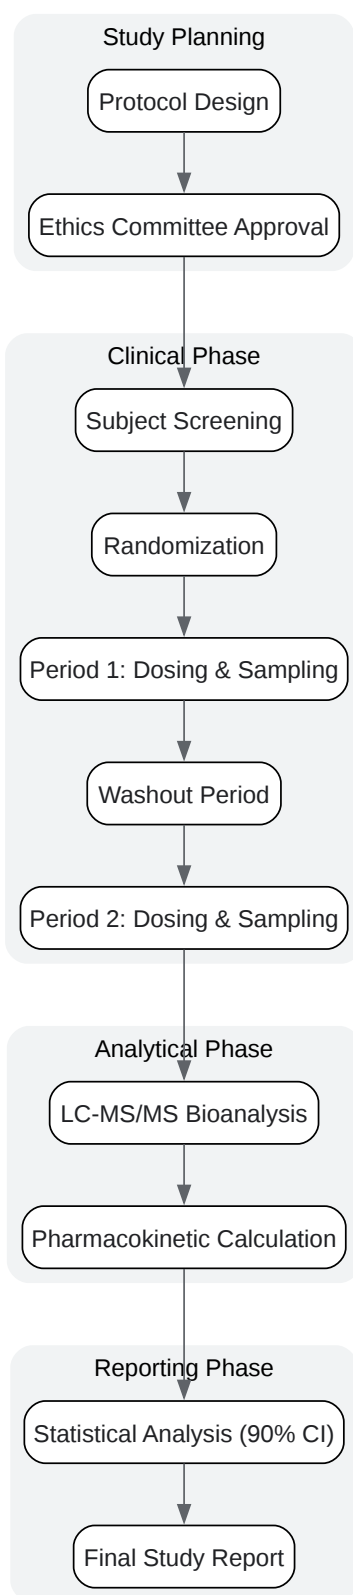 Study Planning
Protocol Design
Ethics Committee Approval
Clinical Phase
Subject Screening
Randomization
Period 1: Dosing & Sampling
Washout Period
Period 2: Dosing & Sampling
Analytical Phase
LC-MS/MS Bioanalysis
Pharmacokinetic Calculation
Reporting Phase
Statistical Analysis (90% CI)
Final Study Report